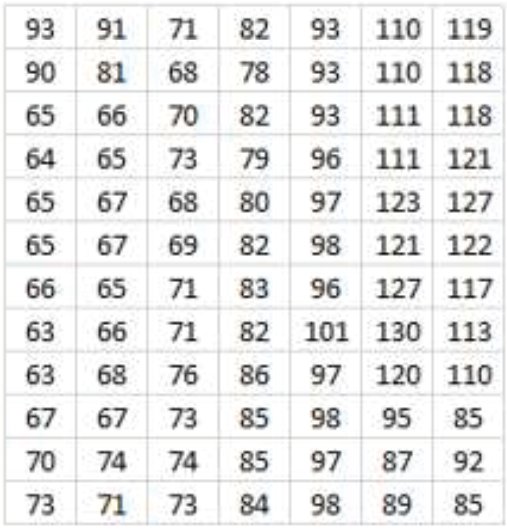 93 91 71 82 93 110 119
90 81 68 78 93 110 118
65 66 70 82 93 111 118
64 65 73 79 96 111 121
65 67 68 80 97 123 127
65 67 69 82 98 121 122
66 65 71 83 96 127 117
63 66 71 82 101 130 113
63 68 76 86 97 120 110
67 67 73 85 98 95 85
70 74 74 85 97 87 92
73 71 73 84 98 89 85